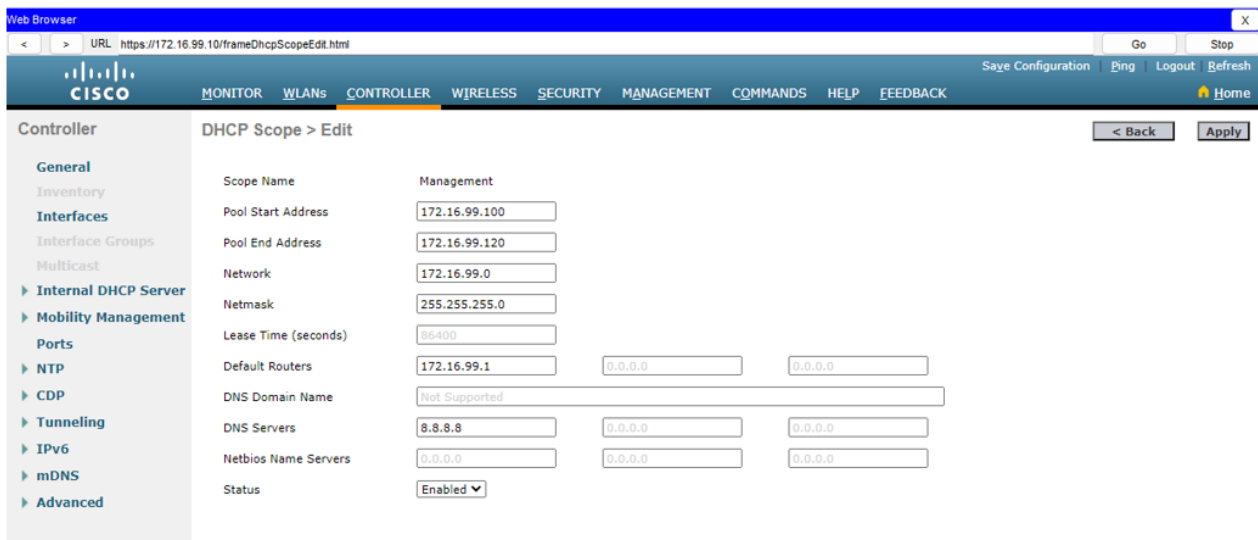 Web Browser X
< > URL https://172.16.99.10/frameDhcpScopeEdit.html Go Stop
Save Configuration | Ping | Logout | Refresh
CISCO MONITOR WLANs CONTROLLER WIRELESS SECURITY MANAGEMENT COMMANDS HELP FEEDBACK Home
Controller DHCP Scope > Edit < Back Apply
General
Scope Name Management
Inventory
Pool Start Address 172.16.99.100
Interfaces
Interface Groups Pool End Address 172.16.99.120
Multicast
Network 172.16.99.0
Internal DHCP Server
Netmask 255.255.255.0
Mobility Management
Lease Time (seconds) 86400
Ports
NTP Default Routers 172.16.99.1 0.0.0.0 0.0.0.0
CDP DNS Domain Name Not Supported
Tunneling DNS Servers 8.8.8.8 0.0.0.0 0.0.0.0
IPv6
Netbios Name Servers 0.0.0.0 0.0.0.0 0.0.0.0
mDNS
Status Enabled
Advanced